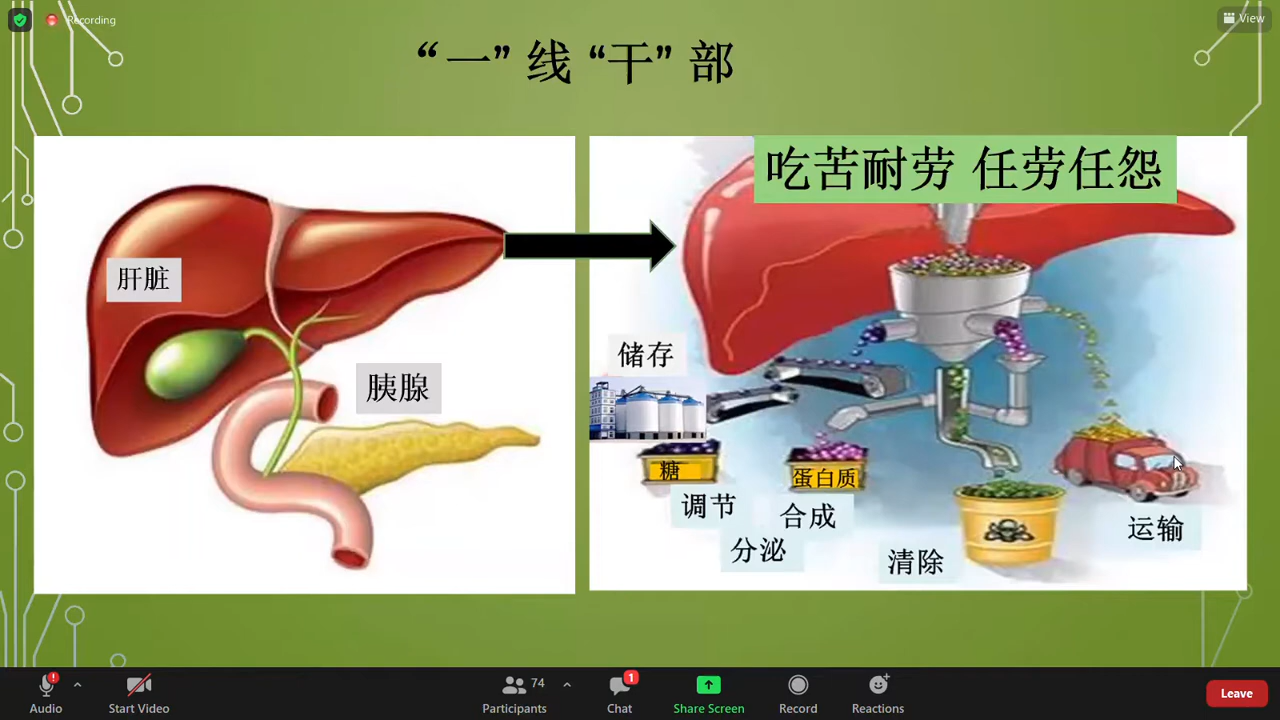 Recording
View
“一” 线 “干” 部
吃苦耐劳 任劳任怨
肝脏
胰腺
储存
糖
蛋白质
调节
合成
分泌
清除
运输
Audio
Start Video
74
Participants
1
Chat
Share Screen
Record
Reactions
Leave